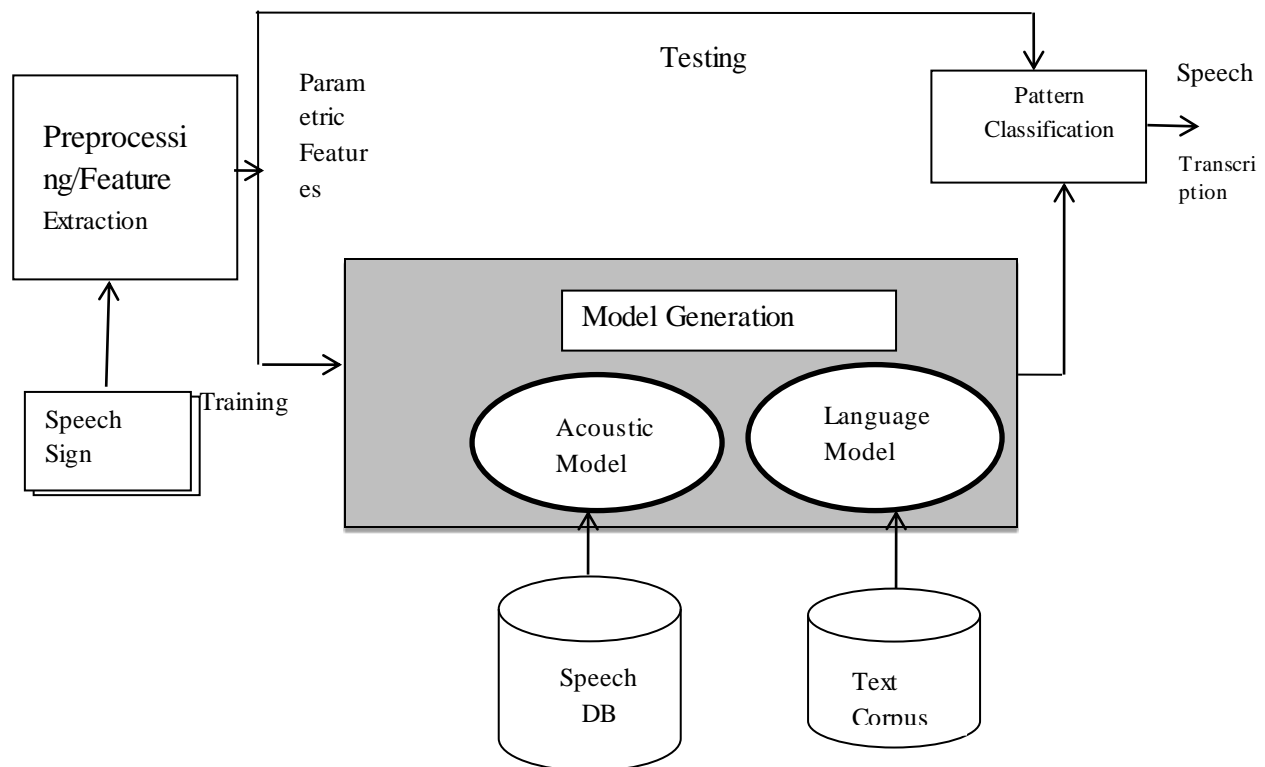 Testing
Param
etric
Featur
es
Speech
Pattern
Classification
Transcri
ption
Preprocessi
ng/Feature
Extraction
Model Generation
Training
Speech
Sign
Acoustic
Model
Language
Model
Speech
DB
Text
Corpus